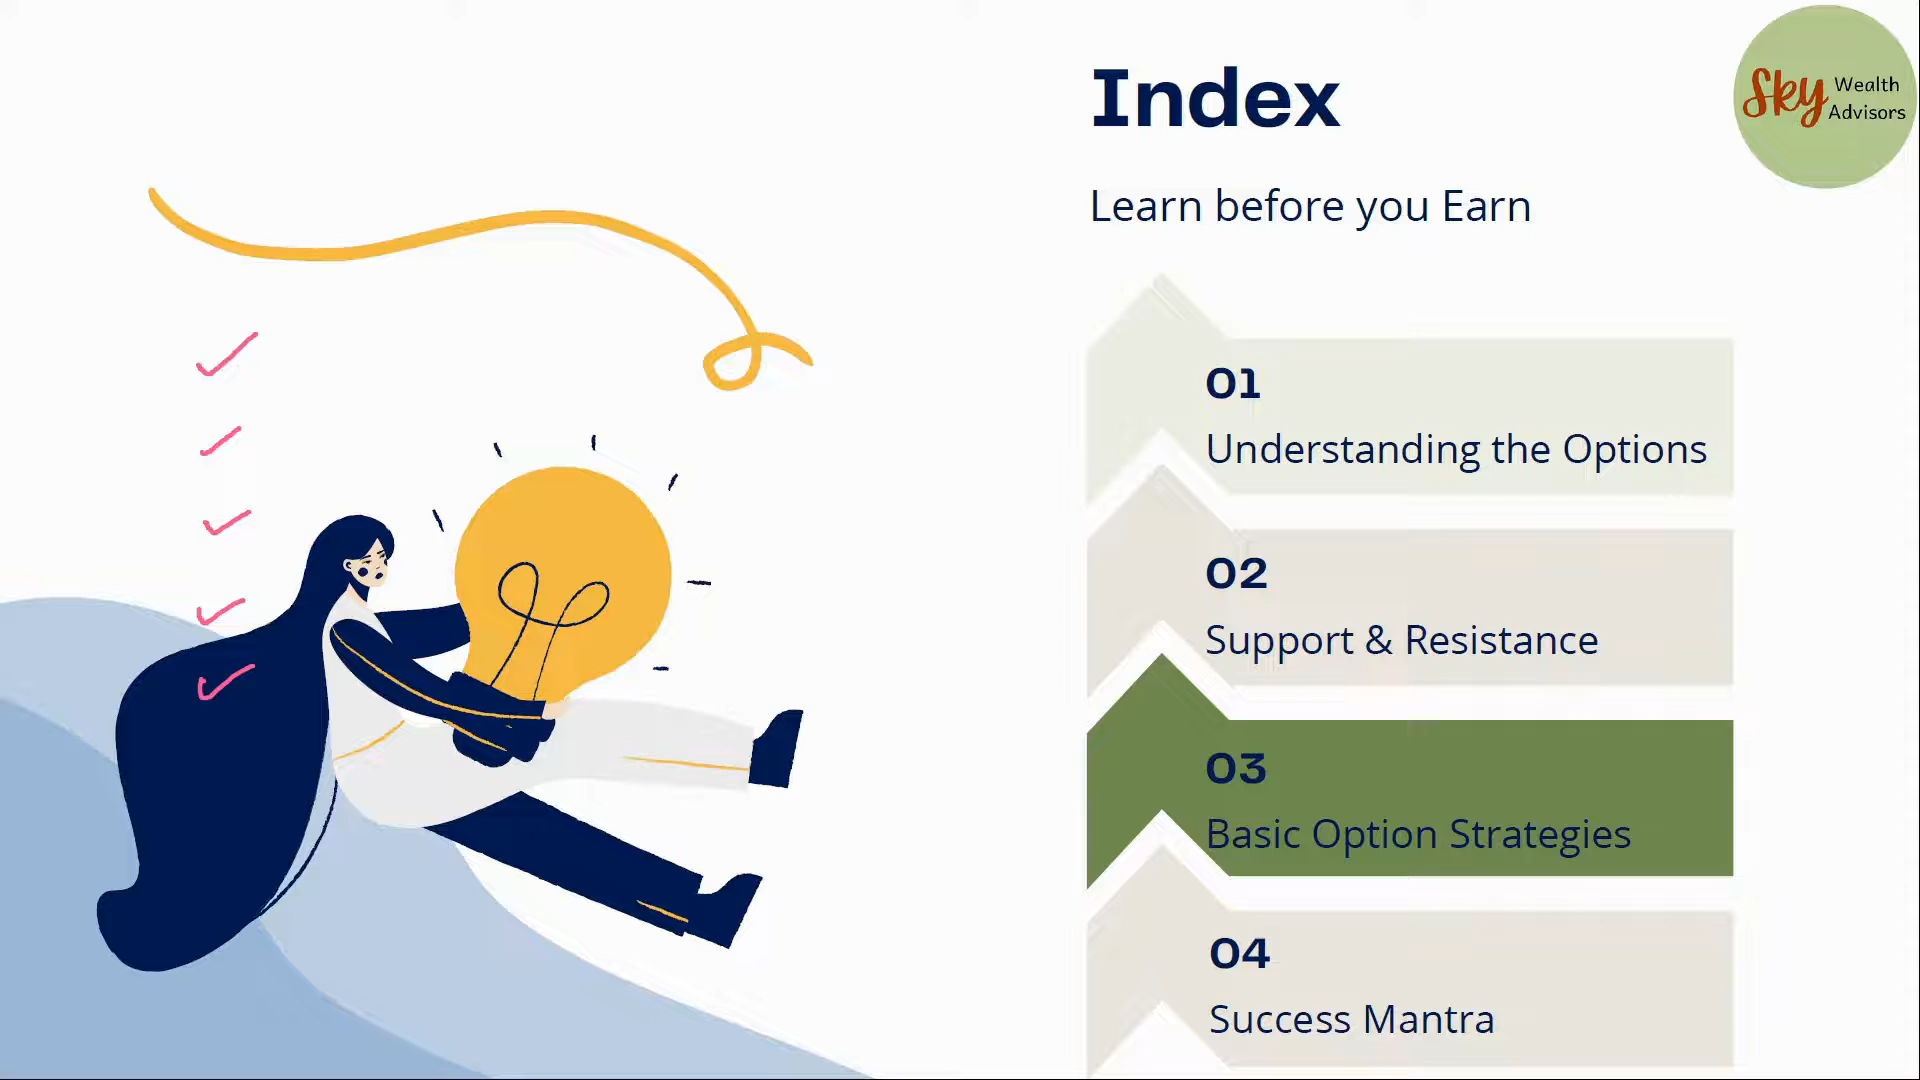 Index
Sky Wealth
Advisors
Learn before you Earn
01
Understanding the Options
02
Support & Resistance
03
Basic Option Strategies
04
Success Mantra